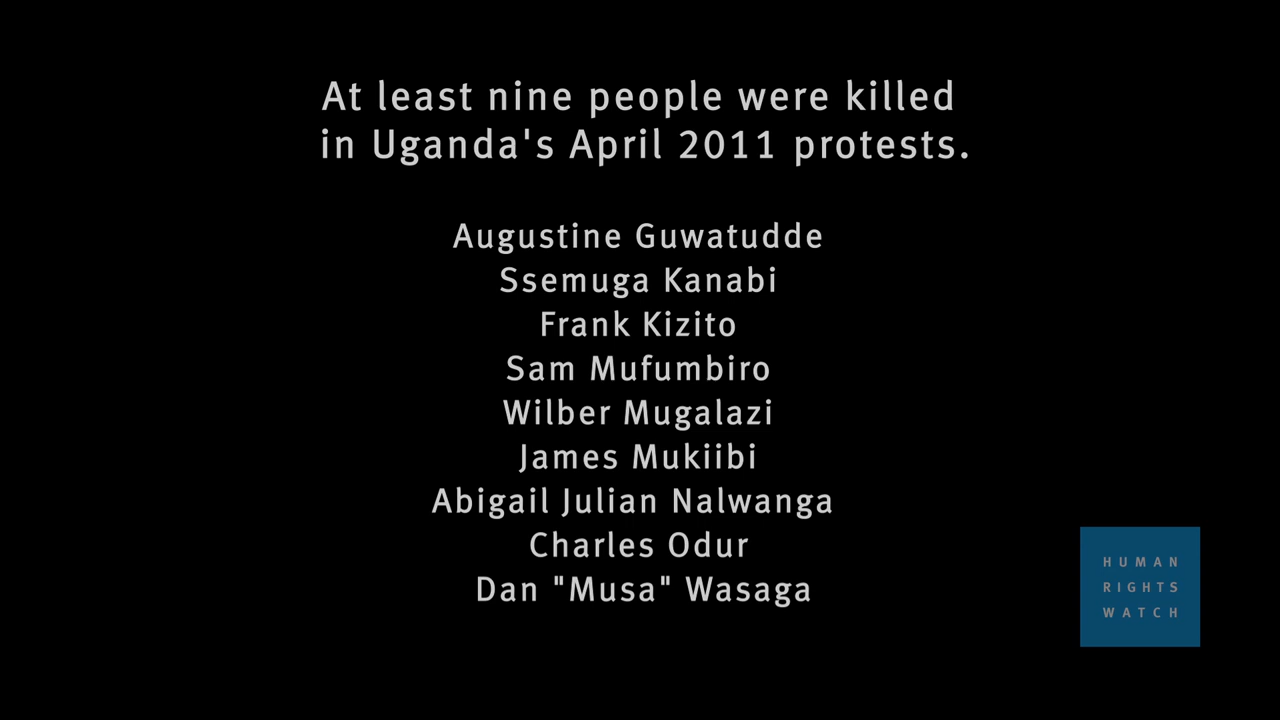 At least nine people were killed
in Uganda's April 2011 protests.
Augustine Guwatudde
Ssemuga Kanabi
Frank Kizito
Sam Mufumbiro
Wilber Mugalazi
James Mukiibi
Abigail Julian Nalwanga
Charles Odur
Dan "Musa" Wasaga
HUMAN
RIGHTS
WATCH